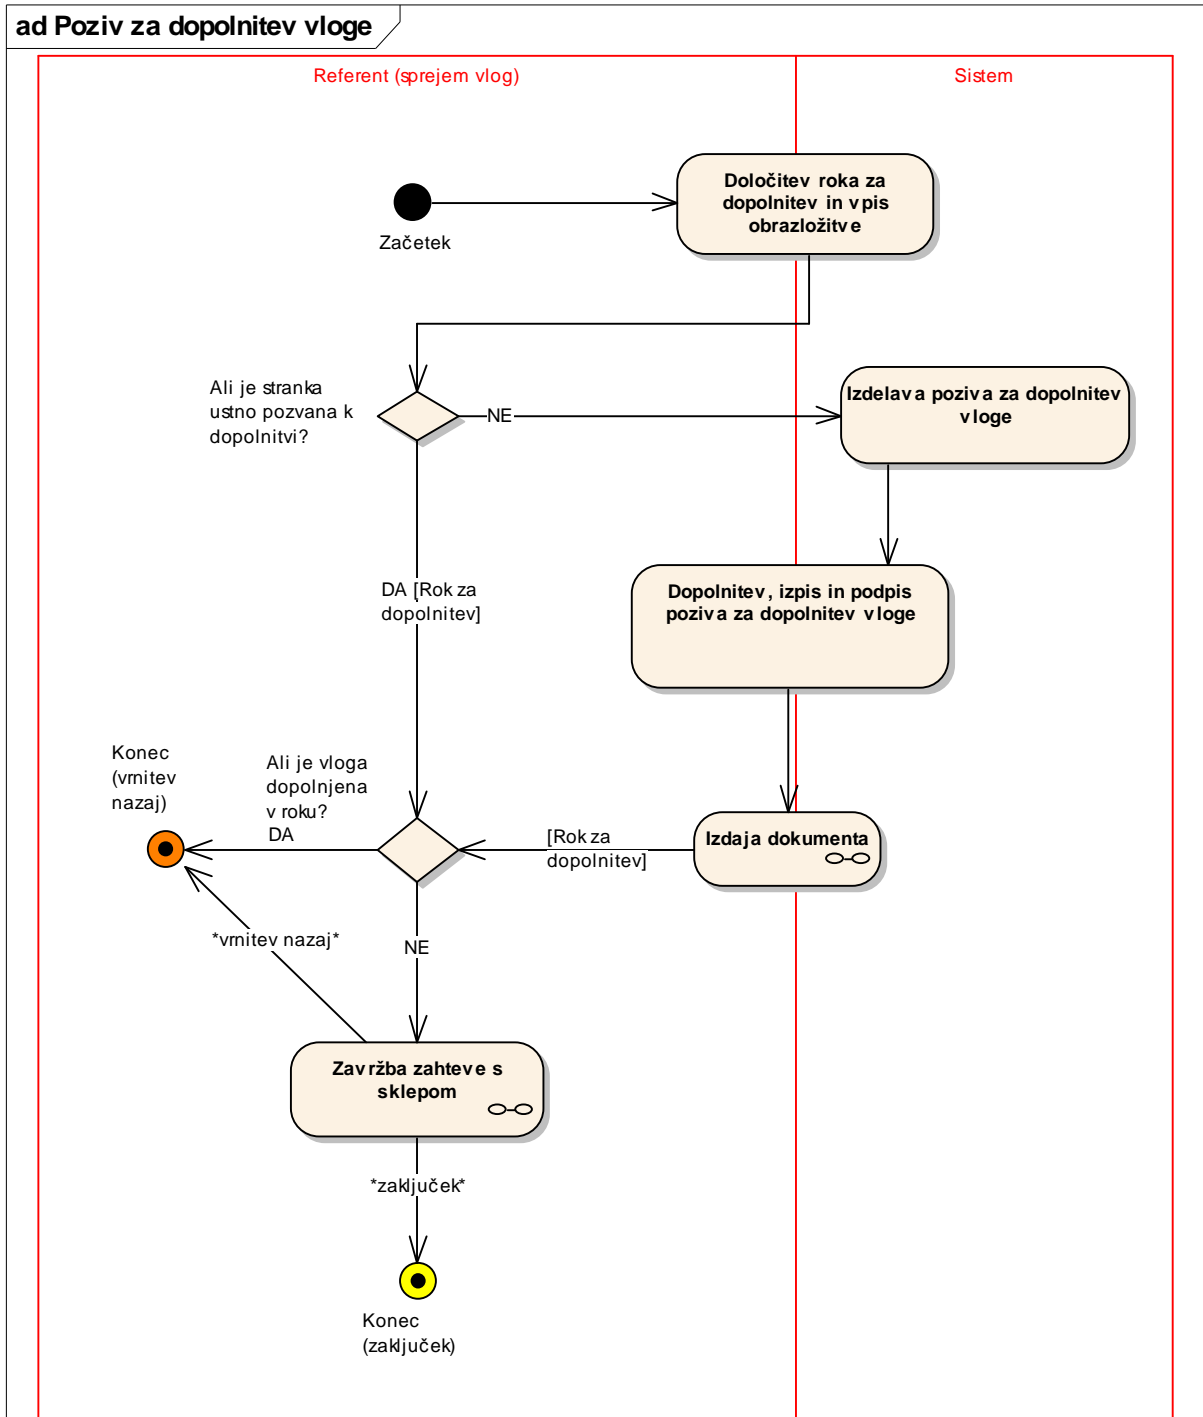 ad Poziv za dopolnitev vloge
Referent (sprejem vlog)
Sistem
Določitev roka za
dopolnitev in vpis
obrazložitve
Začetek
Ali je stranka
ustno pozvana k
dopolnitvi?
NE
Izdelava poziva za dopolnitev
vloge
DA [Rok za
dopolnitev]
Dopolnitev, izpis in podpis
poziva za dopolnitev vloge
Konec
(vrnitev
nazaj)
Ali je vloga
dopolnjena
v roku?
DA
[Rok za
dopolnitev]
Izdaja dokumenta
*vrnitev nazaj*
NE
Zavržba zahteve s
sklepom
*zaključek*
Konec
(zaključek)